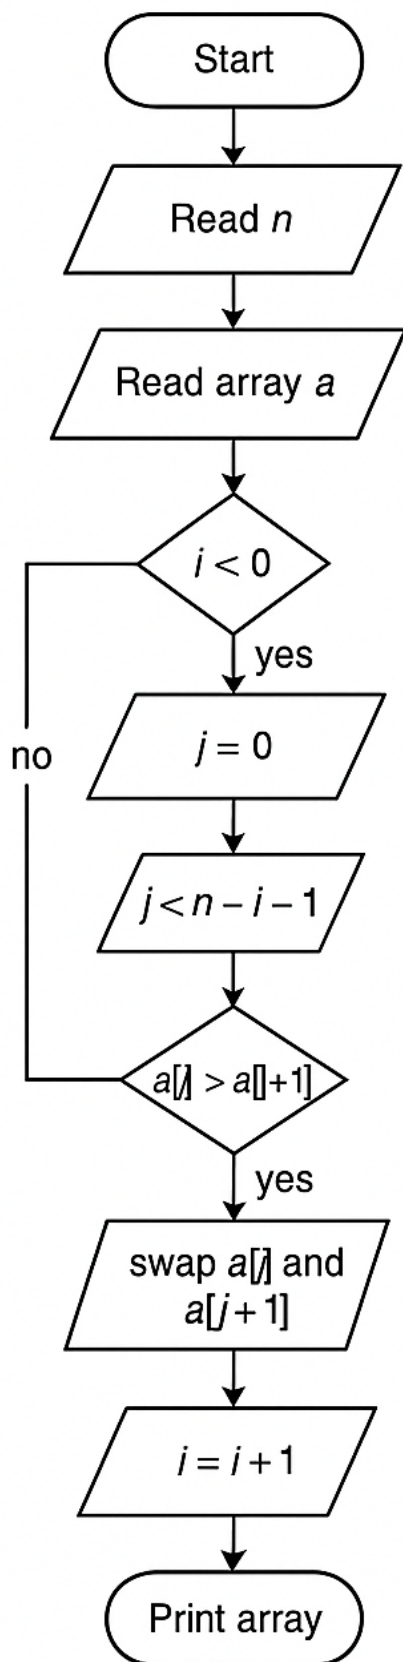 Start
Read n
Read array a
i < 0
yes
no
j = 0
j < n – i – 1
a[j] > a[]+1]
yes
swap a[j] and
a[j + 1]
i = i + 1
Print array